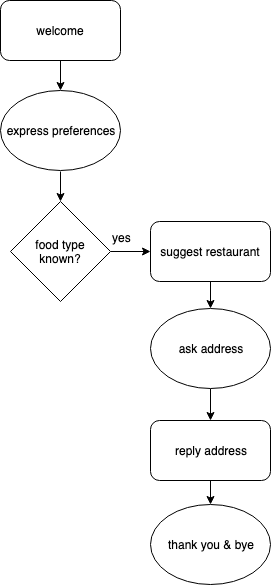 welcome
express preferences
food type
known?
yes
suggest restaurant
ask address
reply address
thank you & bye